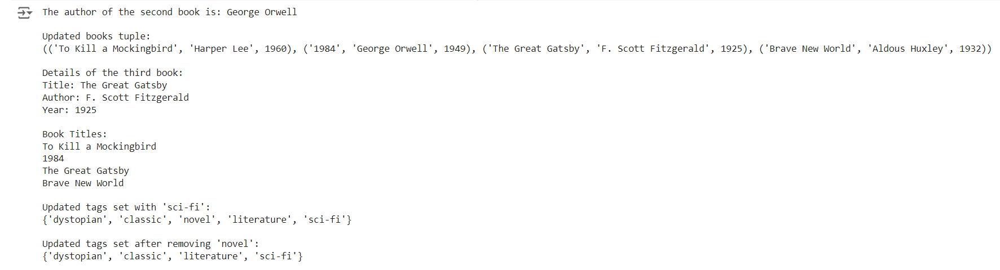 The author of the second book is: George Orwell
Updated books tuple:
(('To Kill a Mockingbird', 'Harper Lee', 1960), ('1984', 'George Orwell', 1949), ('The Great Gatsby', 'F. Scott Fitzgerald', 1925), ('Brave New World', 'Aldous Huxley', 1932))
Details of the third book:
Title: The Great Gatsby
Author: F. Scott Fitzgerald
Year: 1925
Book Titles:
To Kill a Mockingbird
1984
The Great Gatsby
Brave New World
Updated tags set with 'sci-fi':
{'dystopian', 'classic', 'novel', 'literature', 'sci-fi'}
Updated tags set after removing 'novel':
{'dystopian', 'classic', 'literature', 'sci-fi'}